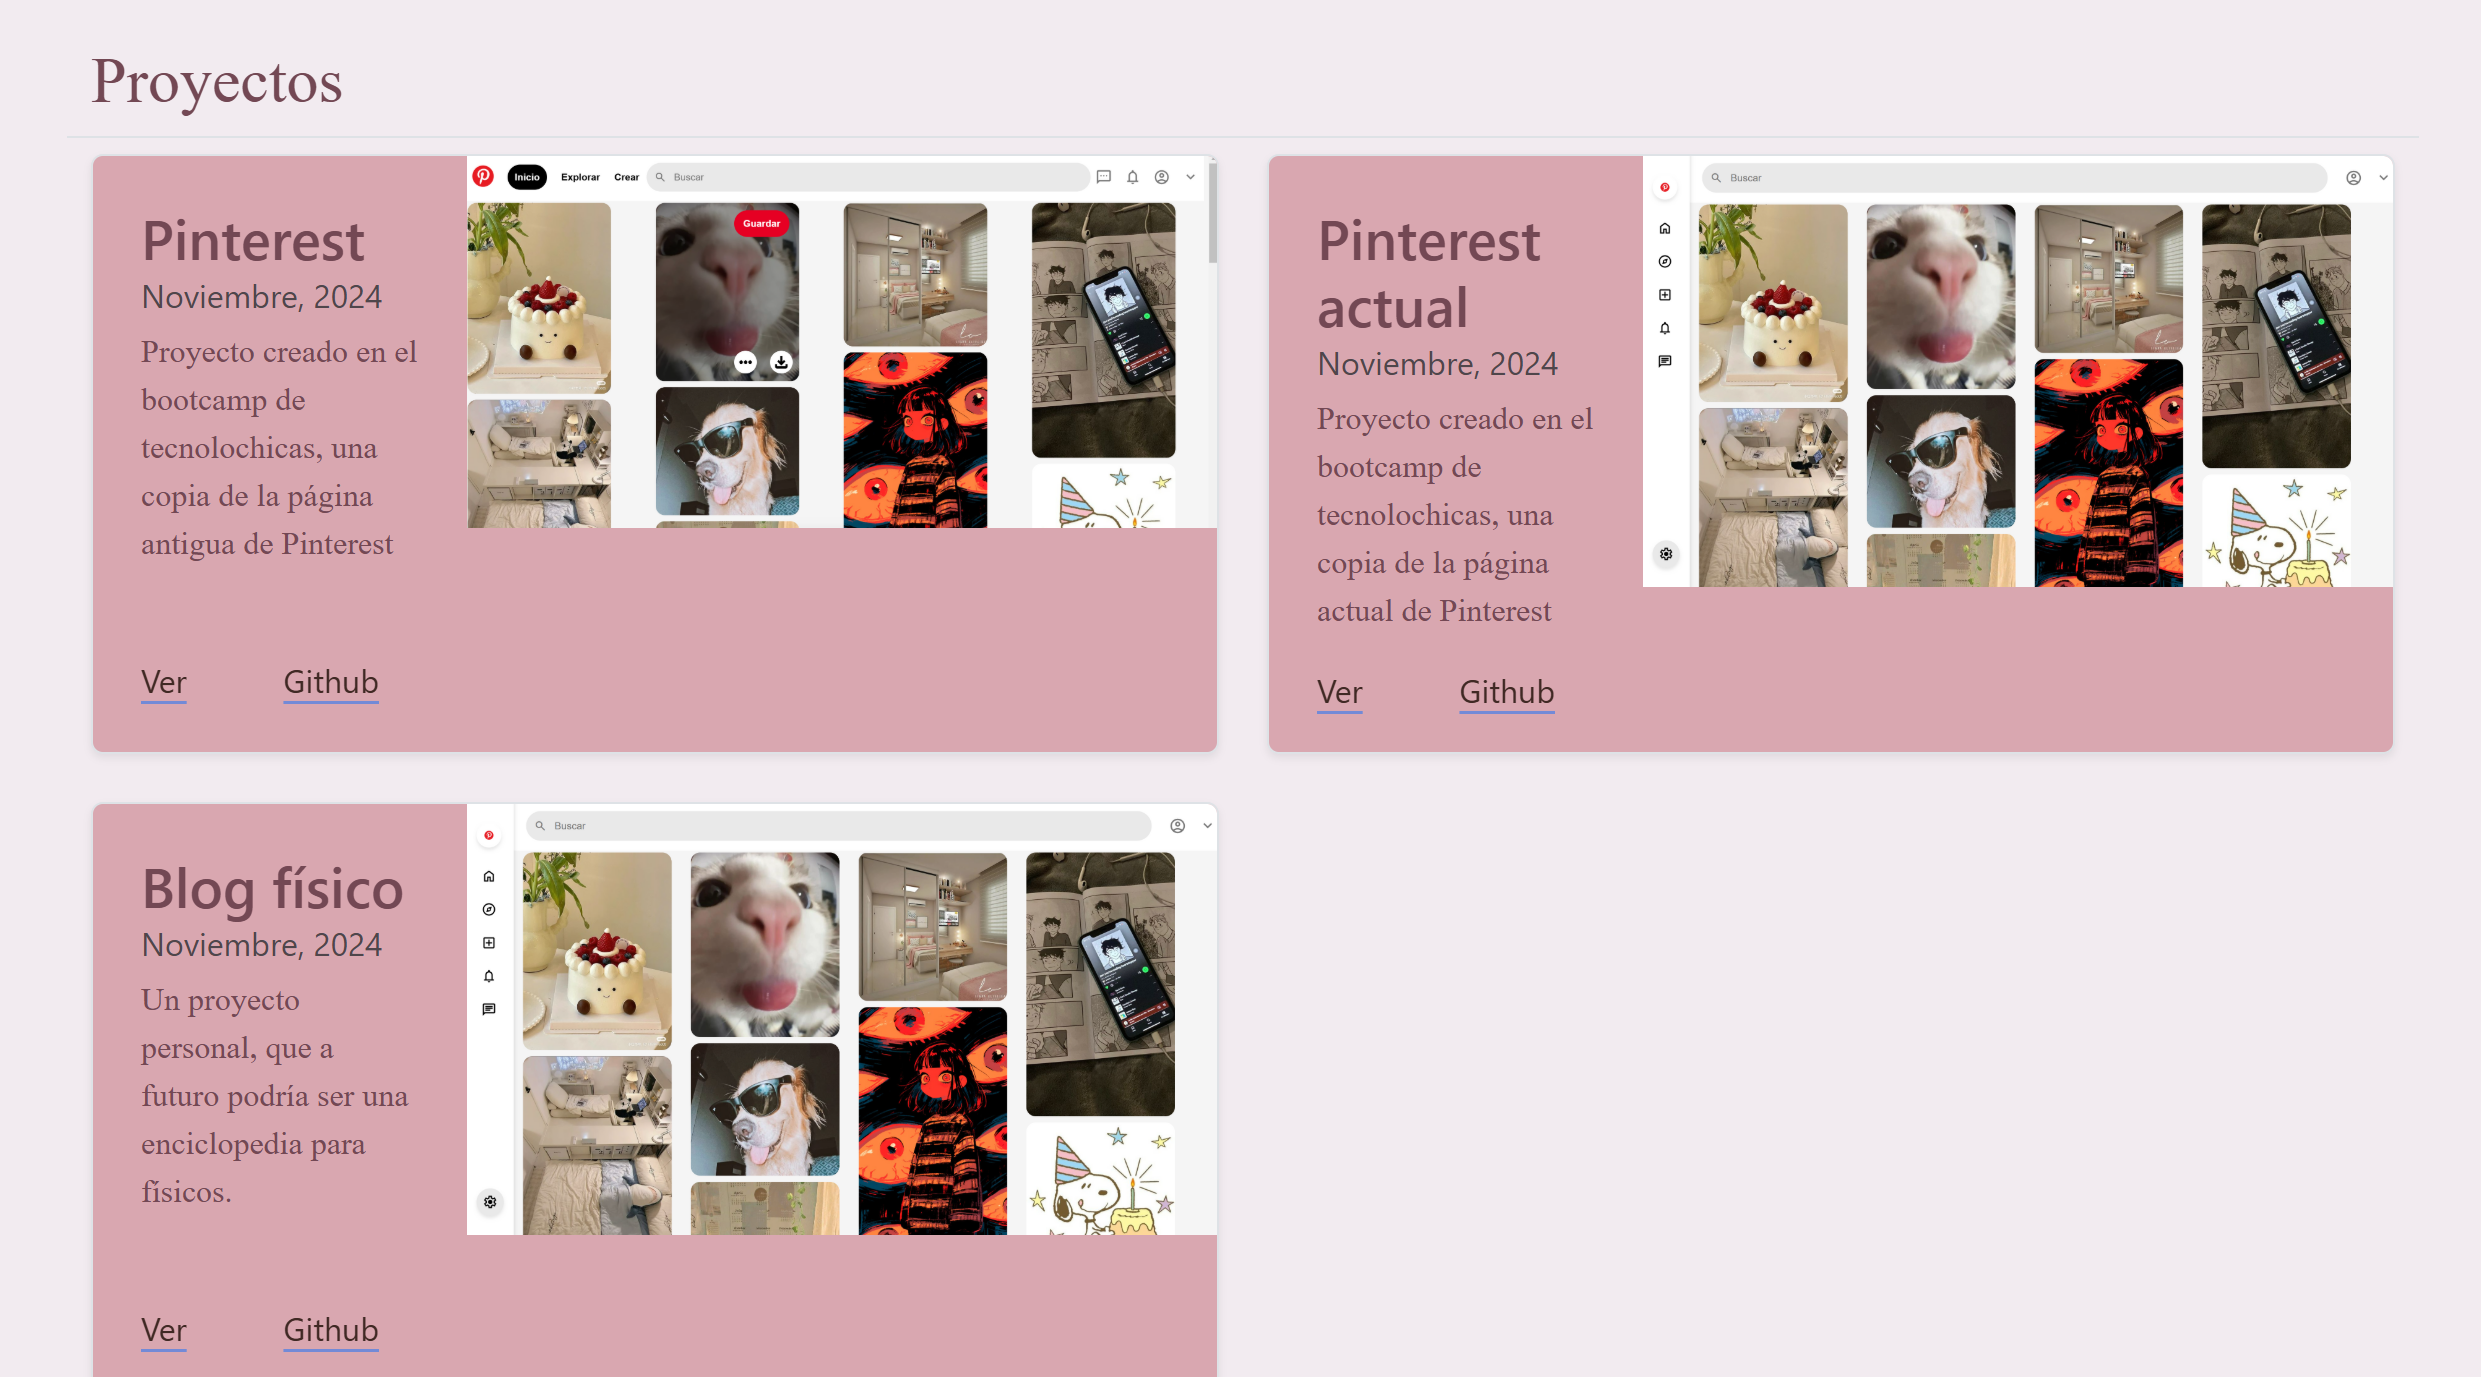 Proyectos
Pinterest
Noviembre, 2024
Proyecto creado en el
bootcamp de
tecnolochicas, una
copia de la página
antigua de Pinterest
Ver Github
Inicio Explorar Crear Buscar
Guardar
Pinterest
actual
Noviembre, 2024
Proyecto creado en el
bootcamp de
tecnolochicas, una
copia de la página
actual de Pinterest
Ver Github
Buscar
Blog físico
Noviembre, 2024
Un proyecto
personal, que a
futuro podría ser una
enciclopedia para
físicos.
Ver Github
Buscar